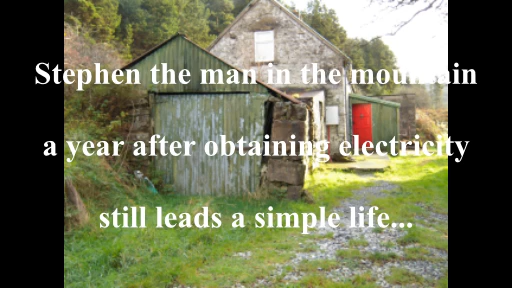 Stephen the man in the mountain
a year after obtaining electricity
still leads a simple life...